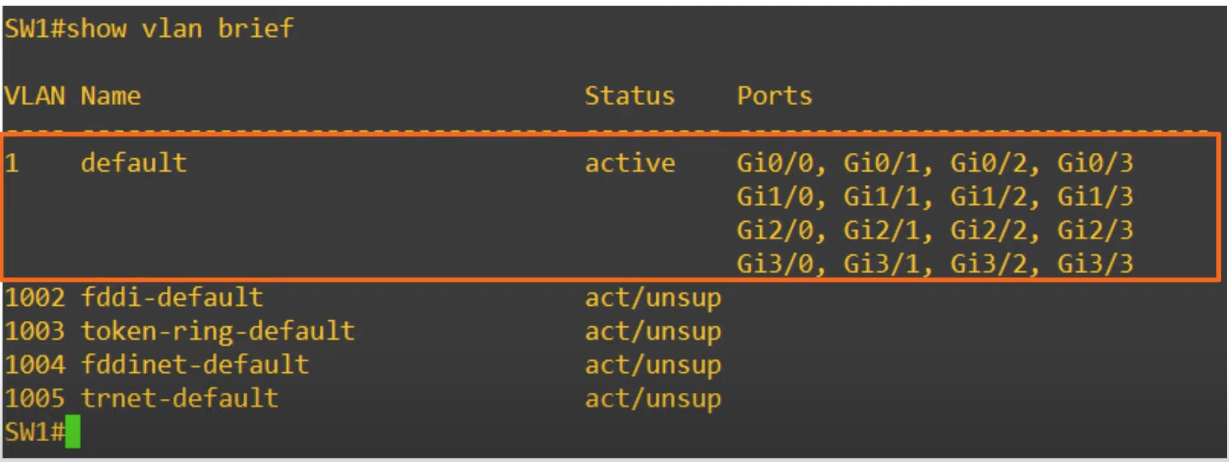 SW1#show vlan brief
VLAN Name                             Status    Ports
---- -------------------------------- --------- -------------------------------
1    default                          active    Gi0/0, Gi0/1, Gi0/2, Gi0/3
                                                Gi1/0, Gi1/1, Gi1/2, Gi1/3
                                                Gi2/0, Gi2/1, Gi2/2, Gi2/3
                                                Gi3/0, Gi3/1, Gi3/2, Gi3/3
1002 fddi-default                     act/unsup
1003 token-ring-default               act/unsup
1004 fddinet-default                  act/unsup
1005 trnet-default                    act/unsup
SW1#